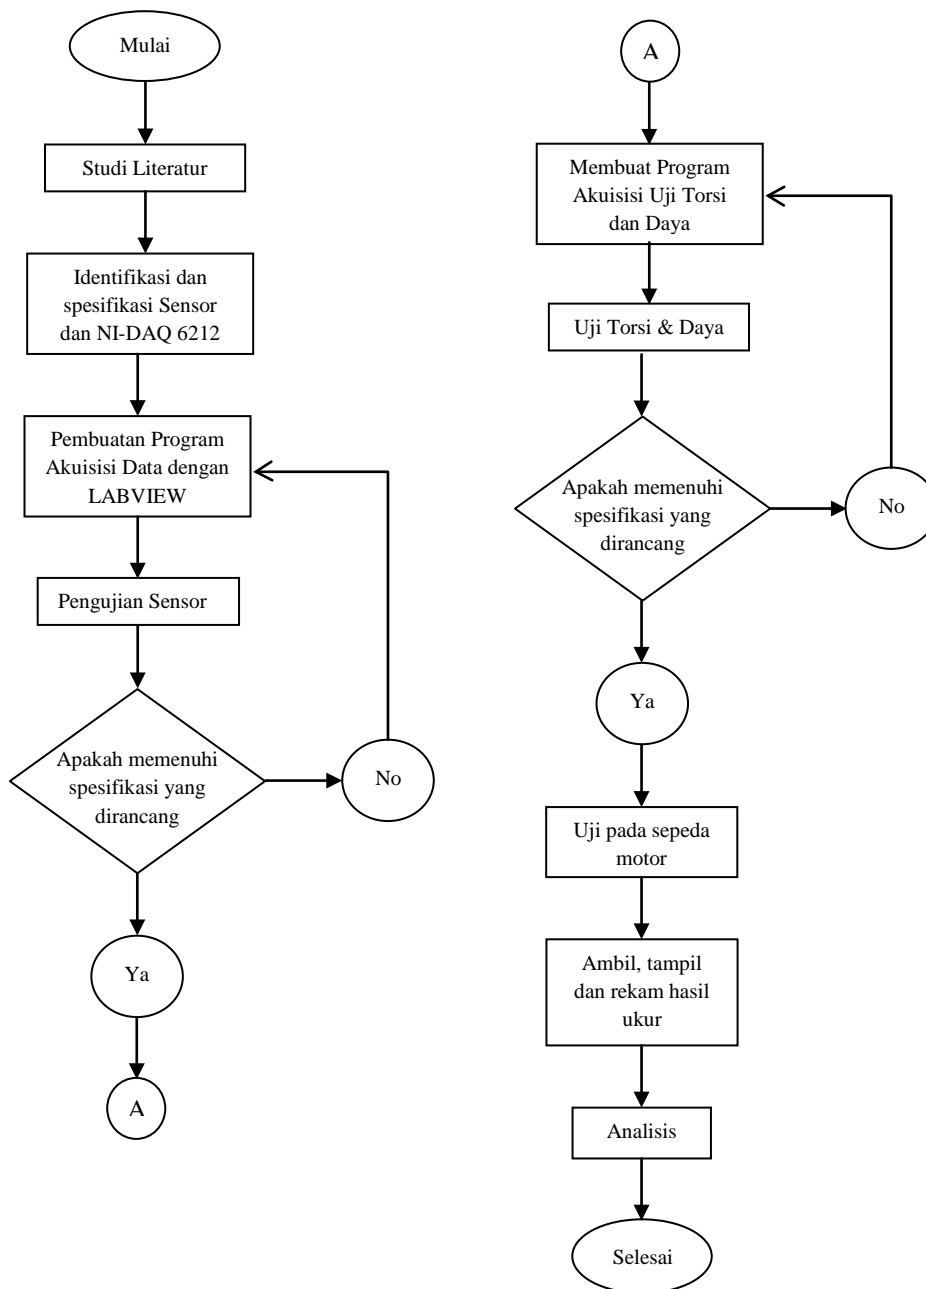 Mulai
Studi Literatur
Identifikasi dan
spesifikasi Sensor
dan NI-DAQ 6212
Pembuatan Program
Akuisisi Data dengan
LABVIEW
Pengujian Sensor
Apakah memenuhi
spesifikasi yang
dirancang
No
Ya
A
A
Membuat Program
Akuisisi Uji Torsi
dan Daya
Uji Torsi & Daya
Apakah memenuhi
spesifikasi yang
dirancang
No
Ya
Uji pada sepeda
motor
Ambil, tampil
dan rekam hasil
ukur
Analisis
Selesai